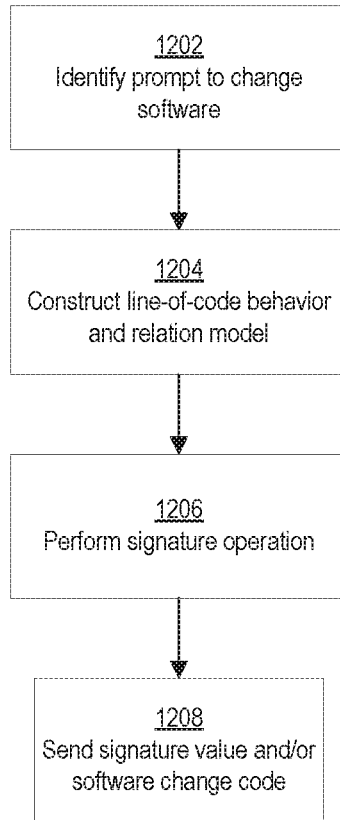 1202
Identify prompt to change
software
1204
Construct line-of-code behavior
and relation model
1206
Perform signature operation
1208
Send signature value and/or
software change code